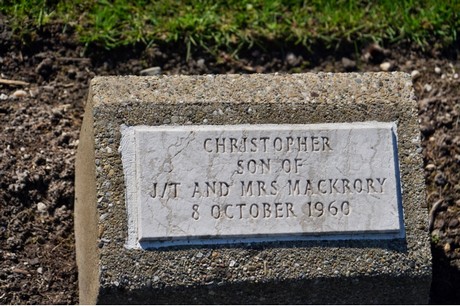 CHRISTOPHER
SON OF
J/T AND MRS MACKRORY
8 OCTOBER 1960